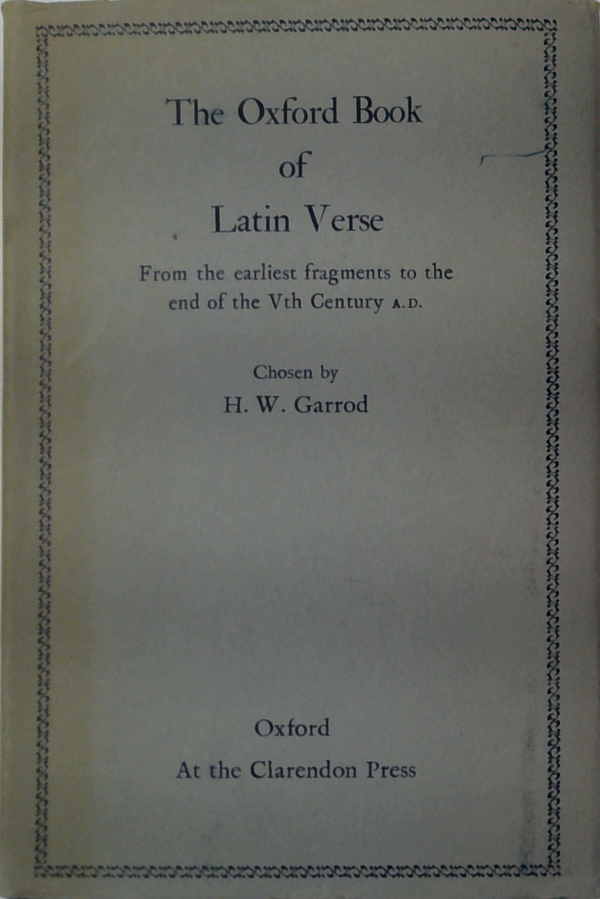 The Oxford Book
of
Latin Verse
From the earliest fragments to the
end of the Vth Century A.D.
Chosen by
H. W. Garrod
Oxford
At the Clarendon Press